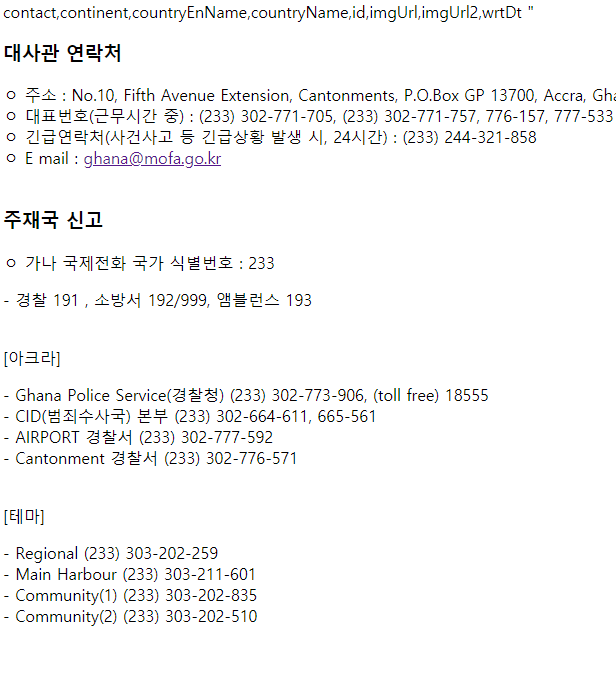 contact,continent,countryEnName,countryName,id,imgUrl,imgUrl2,wrtDt "
대사관 연락처
○ 주소 : No.10, Fifth Avenue Extension, Cantonments, P.O.Box GP 13700, Accra, Gha
○ 대표번호(근무시간 중) : (233) 302-771-705, (233) 302-771-757, 776-157, 777-533
○ 긴급연락처(사건사고 등 긴급상황 발생 시, 24시간) : (233) 244-321-858
○ E mail : ghana@mofa.go.kr
주재국 신고
○ 가나 국제전화 국가 식별번호 : 233
- 경찰 191 , 소방서 192/999, 앰블런스 193
[아크라]
- Ghana Police Service(경찰청) (233) 302-773-906, (toll free) 18555
- CID(범죄수사국) 본부 (233) 302-664-611, 665-561
- AIRPORT 경찰서 (233) 302-777-592
- Cantonment 경찰서 (233) 302-776-571
[테마]
- Regional (233) 303-202-259
- Main Harbour (233) 303-211-601
- Community(1) (233) 303-202-835
- Community(2) (233) 303-202-510